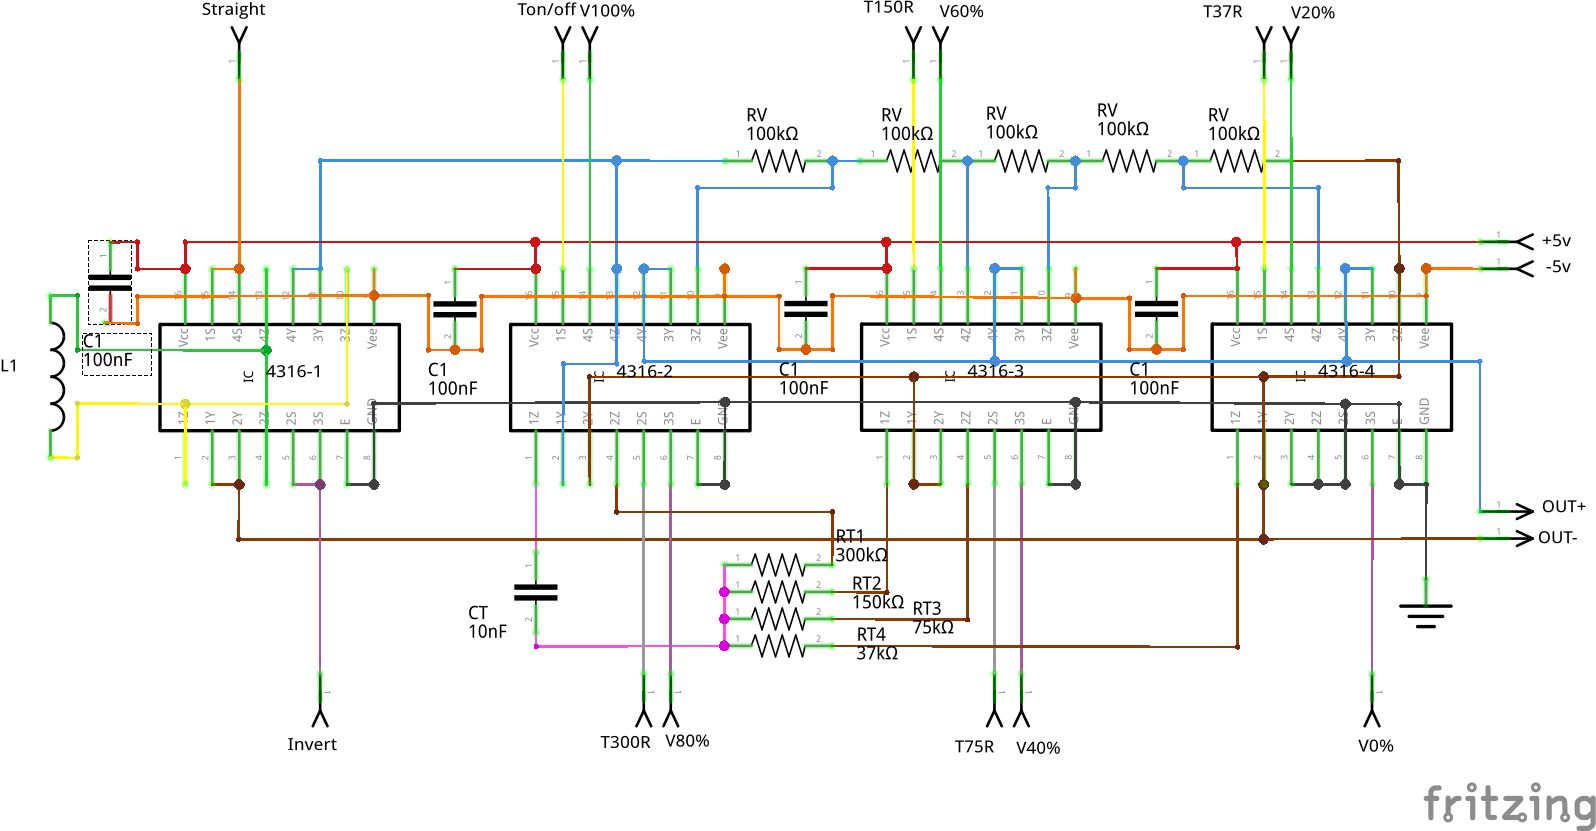 Straight
Ton/off V100%
T150R
V60%
T37R
V20%
RV
100kΩ
RV
100kΩ
RV
100kΩ
RV
100kΩ
RV
100kΩ
+5v
-5v
L1
C1
100nF
C1
100nF
C1
100nF
C1
100nF
IC
4316-1
IC
4316-2
IC
4316-3
IC
4316-4
Vcc 1S 4S 4Z 4Y 3Y 3Z Vee
1Z 1Y 2Y 2Z 2S 3S E GND
Vcc 1S 4S 4Z 4Y 3Y 3Z Vee
1Z 1Y 2Y 2Z 2S 3S E GND
Vcc 1S 4S 4Z 4Y 3Y 3Z Vee
1Z 1Y 2Y 2Z 2S 3S E GND
Vcc 1S 4S 4Z 4Y 3Y 3Z Vee
1Z 1Y 2Y 2Z 2S 3S E GND
OUT+
OUT-
RT1
300kΩ
RT2
150kΩ
RT3
75kΩ
RT4
37kΩ
CT
10nF
Invert
T300R
V80%
T75R
V40%
V0%
fritzing